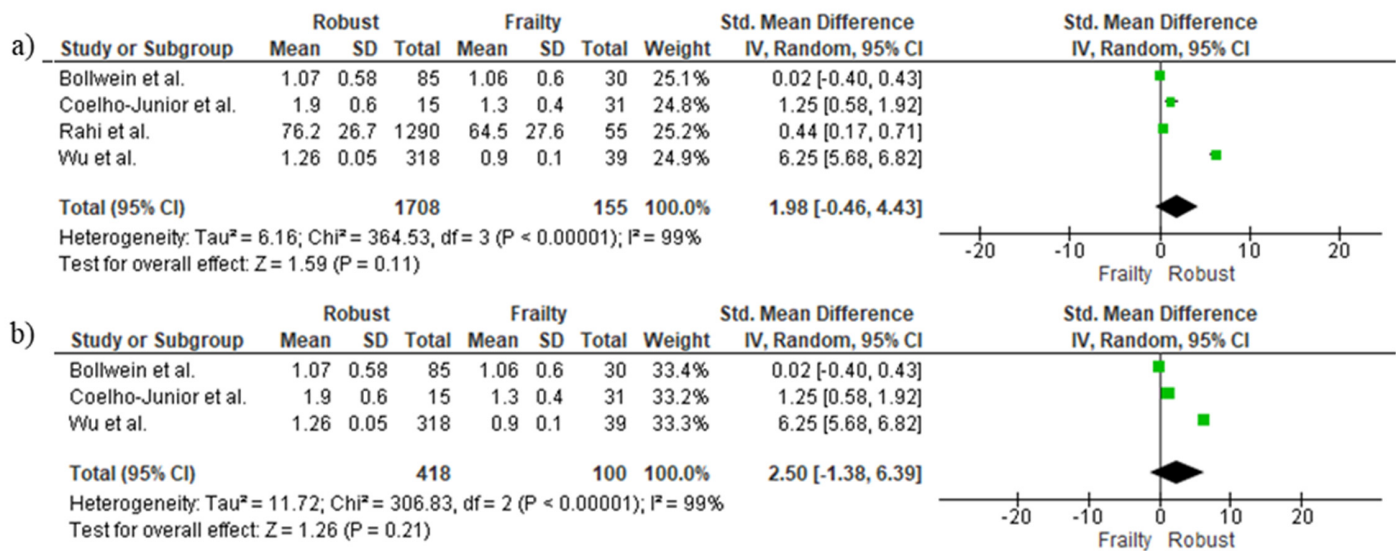 a)
Robust Frailty Std. Mean Difference Std. Mean Difference
Study or Subgroup Mean SD Total Mean SD Total Weight IV, Random, 95% CI IV, Random, 95% CI
Bollwein et al. 1.07 0.58 85 1.06 0.6 30 25.1% 0.02 [-0.40, 0.43]
Coelho-Junior et al. 1.9 0.6 15 1.3 0.4 31 24.8% 1.25 [0.58, 1.92]
Rahi et al. 76.2 26.7 1290 64.5 27.6 55 25.2% 0.44 [0.17, 0.71]
Wu et al. 1.26 0.05 318 0.9 0.1 39 24.9% 6.25 [5.68, 6.82]
Total (95% CI) 1708 155 100.0% 1.98 [-0.46, 4.43]
Heterogeneity: Tau² = 6.16; Chi² = 364.53, df = 3 (P < 0.00001); I² = 99%
Test for overall effect: Z = 1.59 (P = 0.11)
-20 -10 0 10 20
Frailty Robust
b)
Robust Frailty Std. Mean Difference Std. Mean Difference
Study or Subgroup Mean SD Total Mean SD Total Weight IV, Random, 95% CI IV, Random, 95% CI
Bollwein et al. 1.07 0.58 85 1.06 0.6 30 33.4% 0.02 [-0.40, 0.43]
Coelho-Junior et al. 1.9 0.6 15 1.3 0.4 31 33.2% 1.25 [0.58, 1.92]
Wu et al. 1.26 0.05 318 0.9 0.1 39 33.3% 6.25 [5.68, 6.82]
Total (95% CI) 418 100 100.0% 2.50 [-1.38, 6.39]
Heterogeneity: Tau² = 11.72; Chi² = 306.83, df = 2 (P < 0.00001); I² = 99%
Test for overall effect: Z = 1.26 (P = 0.21)
-20 -10 0 10 20
Frailty Robust